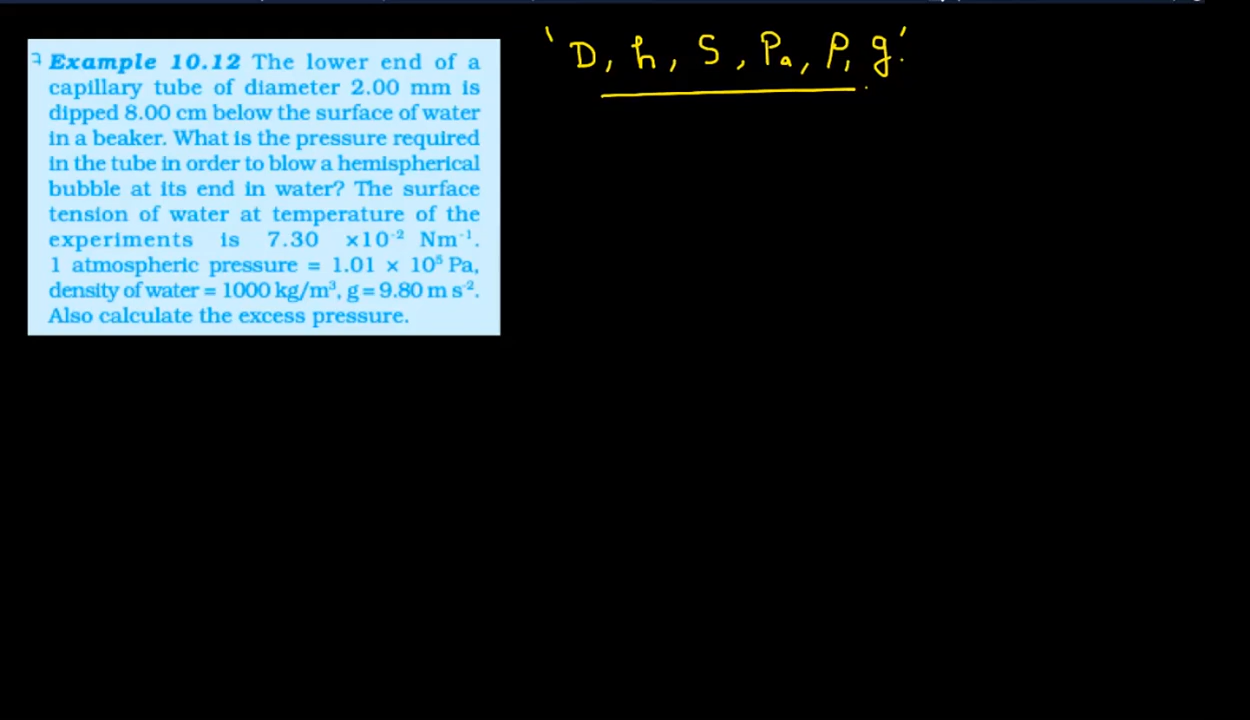 Example 10.12 The lower end of a
capillary tube of diameter 2.00 mm is
dipped 8.00 cm below the surface of water
in a beaker. What is the pressure required
in the tube in order to blow a hemispherical
bubble at its end in water? The surface
tension of water at temperature of the
experiments is 7.30 ×10⁻² Nm⁻¹.
1 atmospheric pressure = 1.01 × 10⁵ Pa,
density of water = 1000 kg/m³, g = 9.80 m s⁻².
Also calculate the excess pressure.
'D, h, S, Pₐ, ρ, g'